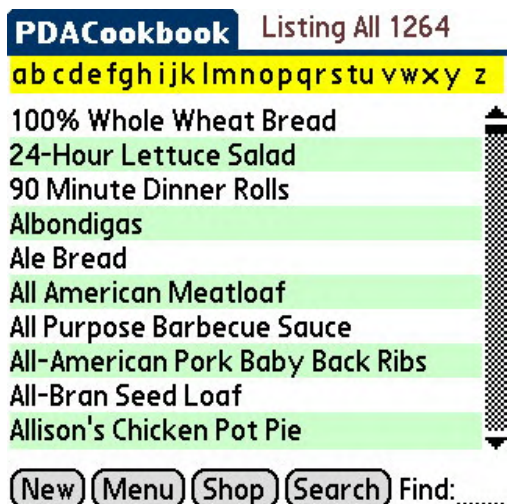 PDACookbook Listing All 1264
a b c d e f g h i j k l m n o p q r s t u v w x y z
100% Whole Wheat Bread
24-Hour Lettuce Salad
90 Minute Dinner Rolls
Albondigas
Ale Bread
All American Meatloaf
All Purpose Barbecue Sauce
All-American Pork Baby Back Ribs
All-Bran Seed Loaf
Allison's Chicken Pot Pie
New Menu Shop Search Find: